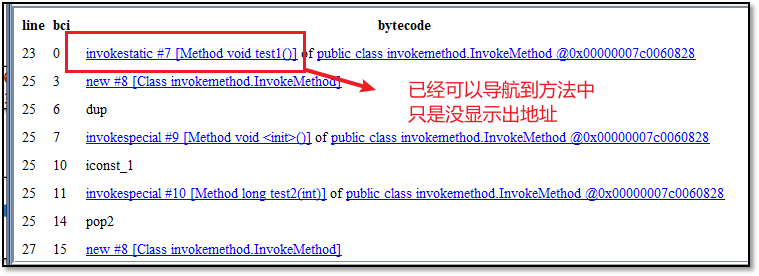 line bci bytecode
23 0 invokestatic #7 [Method void test1()] of public class invokemethod.InvokeMethod @0x00000007c0060828
25 3 new #8 [Class invokemethod.InvokeMethod]
25 6 dup
25 7 invokespecial #9 [Method void <init>()] of public class invokemethod.InvokeMethod @0x00000007c0060828
25 10 iconst_1
25 11 invokespecial #10 [Method long test2(int)] of public class invokemethod.InvokeMethod @0x00000007c0060828
25 14 pop2
27 15 new #8 [Class invokemethod.InvokeMethod]
已经可以导航到方法中
只是没显示出地址